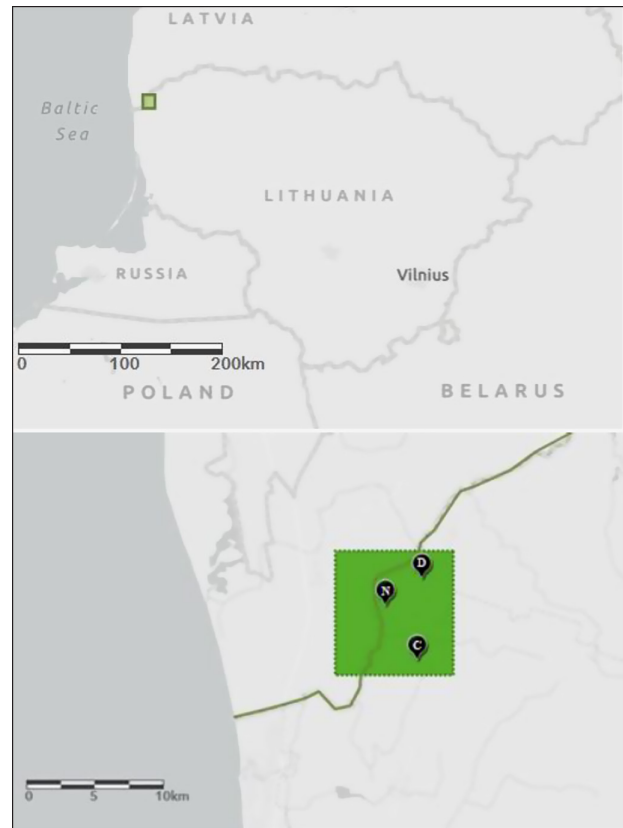 LATVIA
Baltic
Sea
LITHUANIA
RUSSIA
Vilnius
0 100 200km
POLAND
BELARUS
D
N
C
0 5 10km